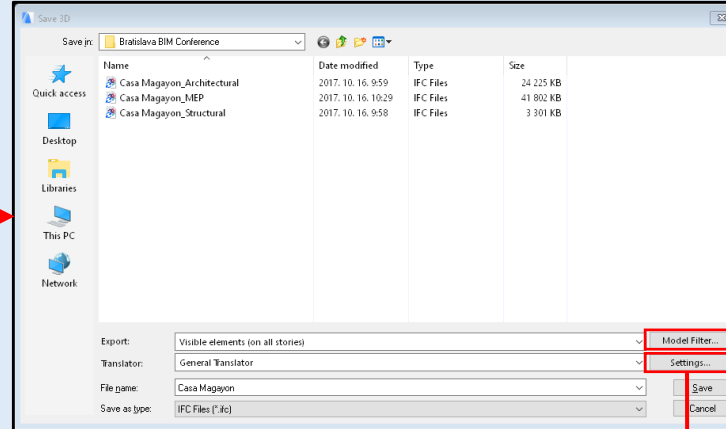 Save 3D
Save in: Bratislava BIM Conference
Name Date modified Type Size
Casa Magayon_Architectural 2017. 10. 16. 9:59 IFC Files 24 225 KB
Casa Magayon_MEP 2017. 10. 16. 10:29 IFC Files 41 802 KB
Casa Magayon_Structural 2017. 10. 16. 9:58 IFC Files 3 301 KB
Quick access
Desktop
Libraries
This PC
Network
Export: Visible elements (on all stories) Model Filter...
Translator: General Translator Settings...
File name: Casa Magayon Save
Save as type: IFC Files (*.ifc) Cancel